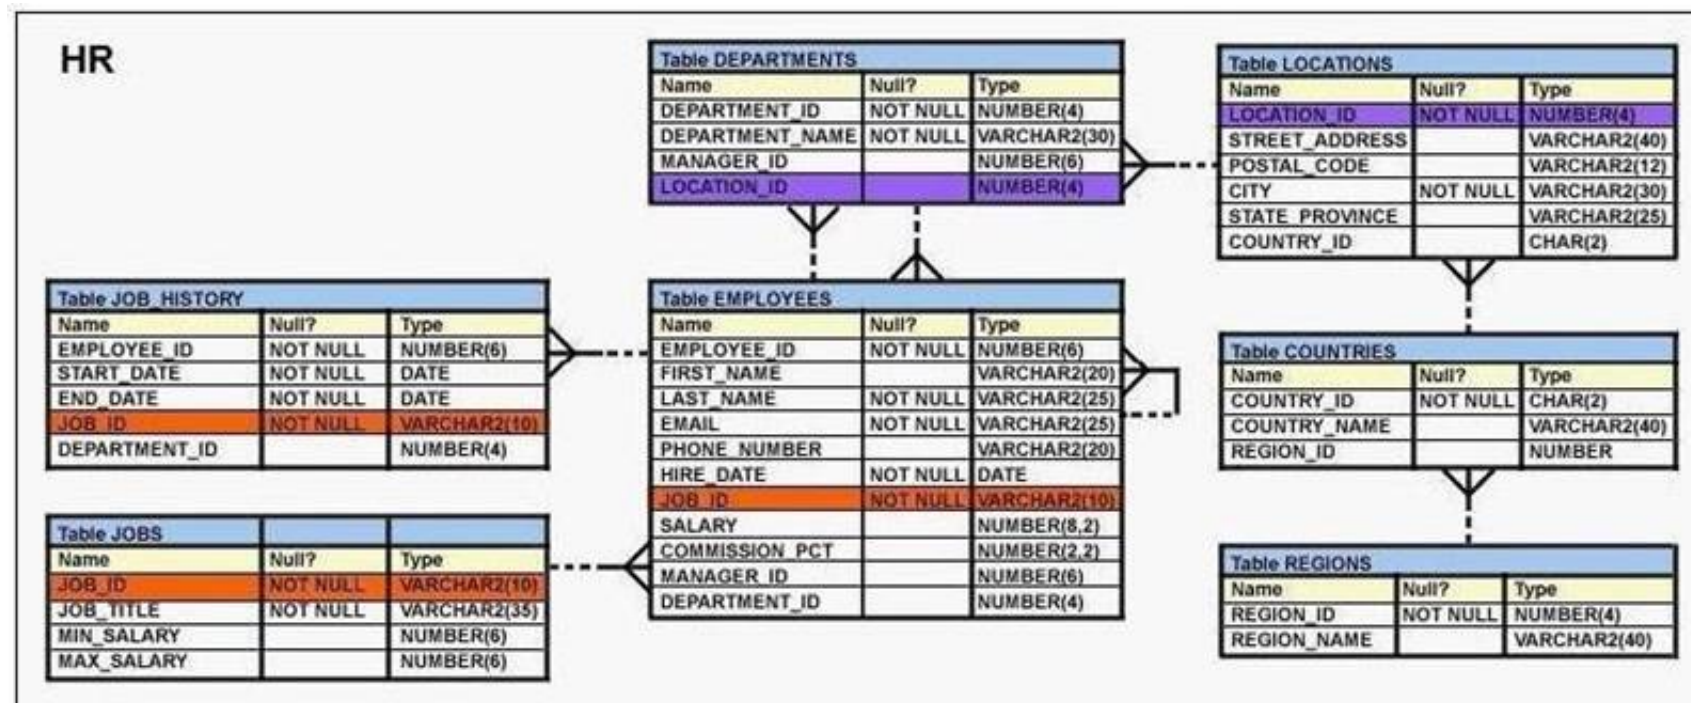 HR
Table DEPARTMENTS
Name Null? Type
DEPARTMENT_ID NOT NULL NUMBER(4)
DEPARTMENT_NAME NOT NULL VARCHAR2(30)
MANAGER_ID NUMBER(6)
LOCATION_ID NUMBER(4)
Table LOCATIONS
Name Null? Type
LOCATION_ID NOT NULL NUMBER(4)
STREET_ADDRESS VARCHAR2(40)
POSTAL_CODE VARCHAR2(12)
CITY NOT NULL VARCHAR2(30)
STATE_PROVINCE VARCHAR2(25)
COUNTRY_ID CHAR(2)
Table JOB_HISTORY
Name Null? Type
EMPLOYEE_ID NOT NULL NUMBER(6)
START_DATE NOT NULL DATE
END_DATE NOT NULL DATE
JOB_ID NOT NULL VARCHAR2(10)
DEPARTMENT_ID NUMBER(4)
Table EMPLOYEES
Name Null? Type
EMPLOYEE_ID NOT NULL NUMBER(6)
FIRST_NAME VARCHAR2(20)
LAST_NAME NOT NULL VARCHAR2(25)
EMAIL NOT NULL VARCHAR2(25)
PHONE_NUMBER VARCHAR2(20)
HIRE_DATE NOT NULL DATE
JOB_ID NOT NULL VARCHAR2(10)
SALARY NUMBER(8,2)
COMMISSION_PCT NUMBER(2,2)
MANAGER_ID NUMBER(6)
DEPARTMENT_ID NUMBER(4)
Table COUNTRIES
Name Null? Type
COUNTRY_ID NOT NULL CHAR(2)
COUNTRY_NAME VARCHAR2(40)
REGION_ID NUMBER
Table JOBS
Name Null? Type
JOB_ID NOT NULL VARCHAR2(10)
JOB_TITLE NOT NULL VARCHAR2(35)
MIN_SALARY NUMBER(6)
MAX_SALARY NUMBER(6)
Table REGIONS
Name Null? Type
REGION_ID NOT NULL NUMBER(4)
REGION_NAME VARCHAR2(40)